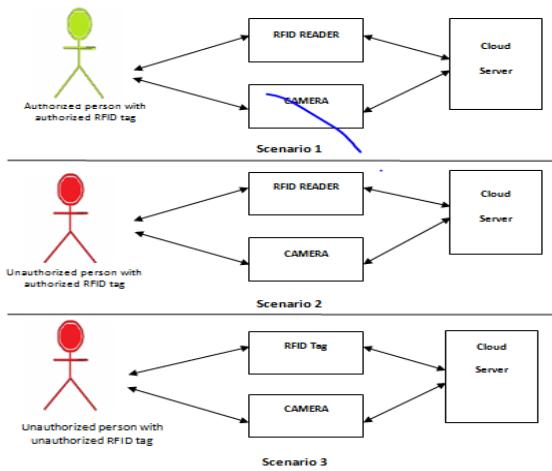 RFID READER
Cloud
Server
CAMERA
Authorized person with
authorized RFID tag
Scenario 1
RFID READER
Cloud
Server
CAMERA
Unauthorized person with
authorized RFID tag
Scenario 2
RFID Tag
Cloud
Server
CAMERA
Unauthorized person with
unauthorized RFID tag
Scenario 3